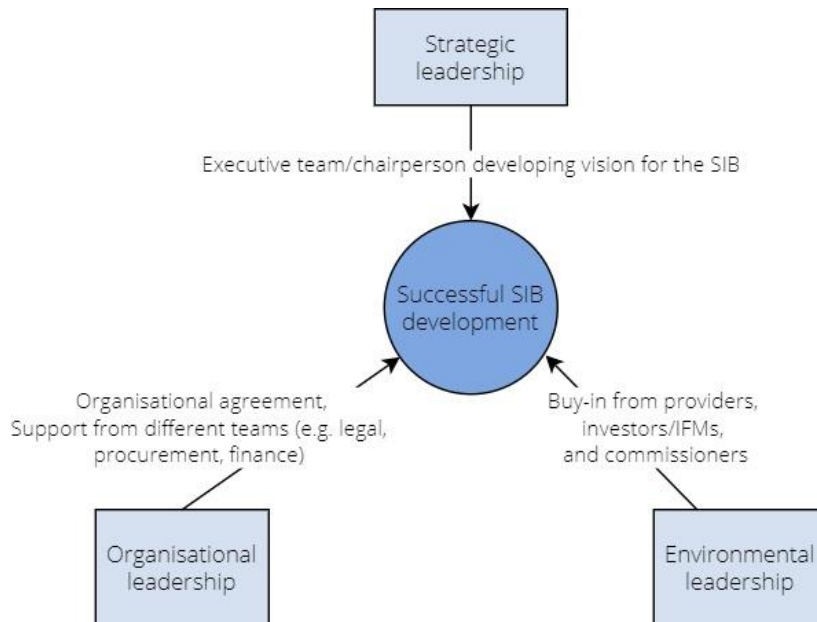 Strategic
leadership
Executive team/chairperson developing vision for the SIB
Successful SIB
development
Organisational agreement,
Support from different teams (e.g. legal,
procurement, finance)
Buy-in from providers,
investors/IFMs,
and commissioners
Organisational
leadership
Environmental
leadership